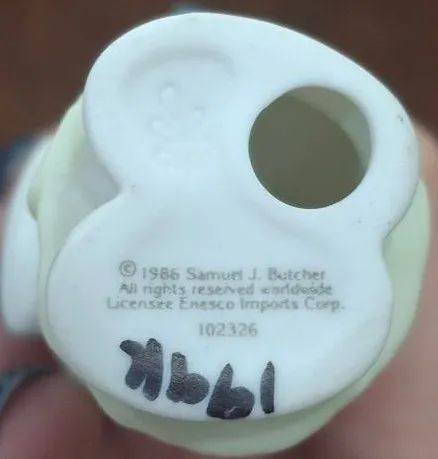 © 1986 Samuel J. Butcher
All rights reserved worldwide
Licensee Enesco Imports Corp.
102326